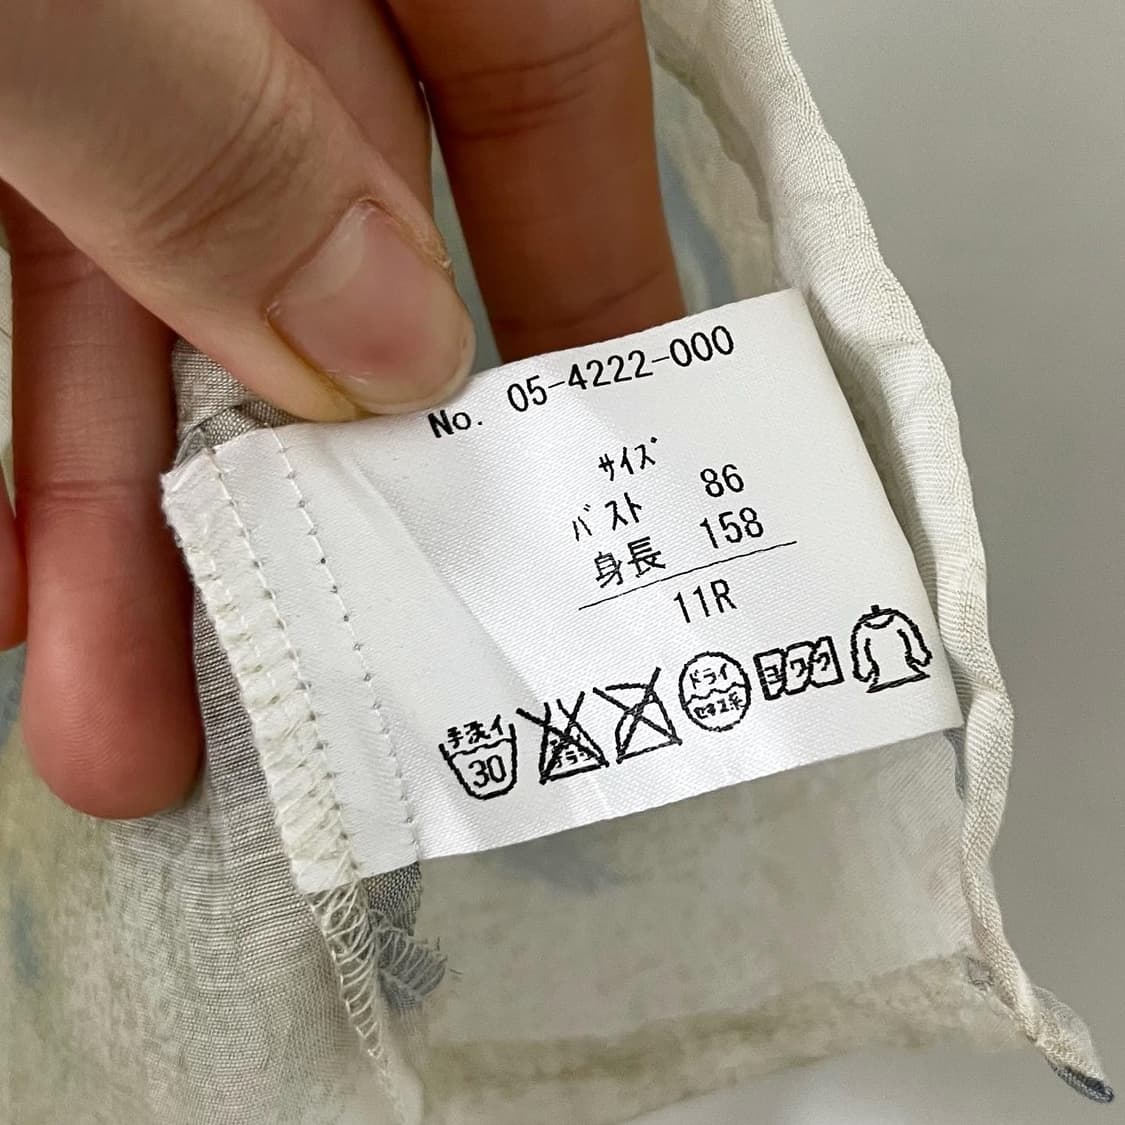 No. 05-4222-000
サイズ
バスト 86
身長 158
11R
手洗イ 30
ドライ セキユ系
ヨワク